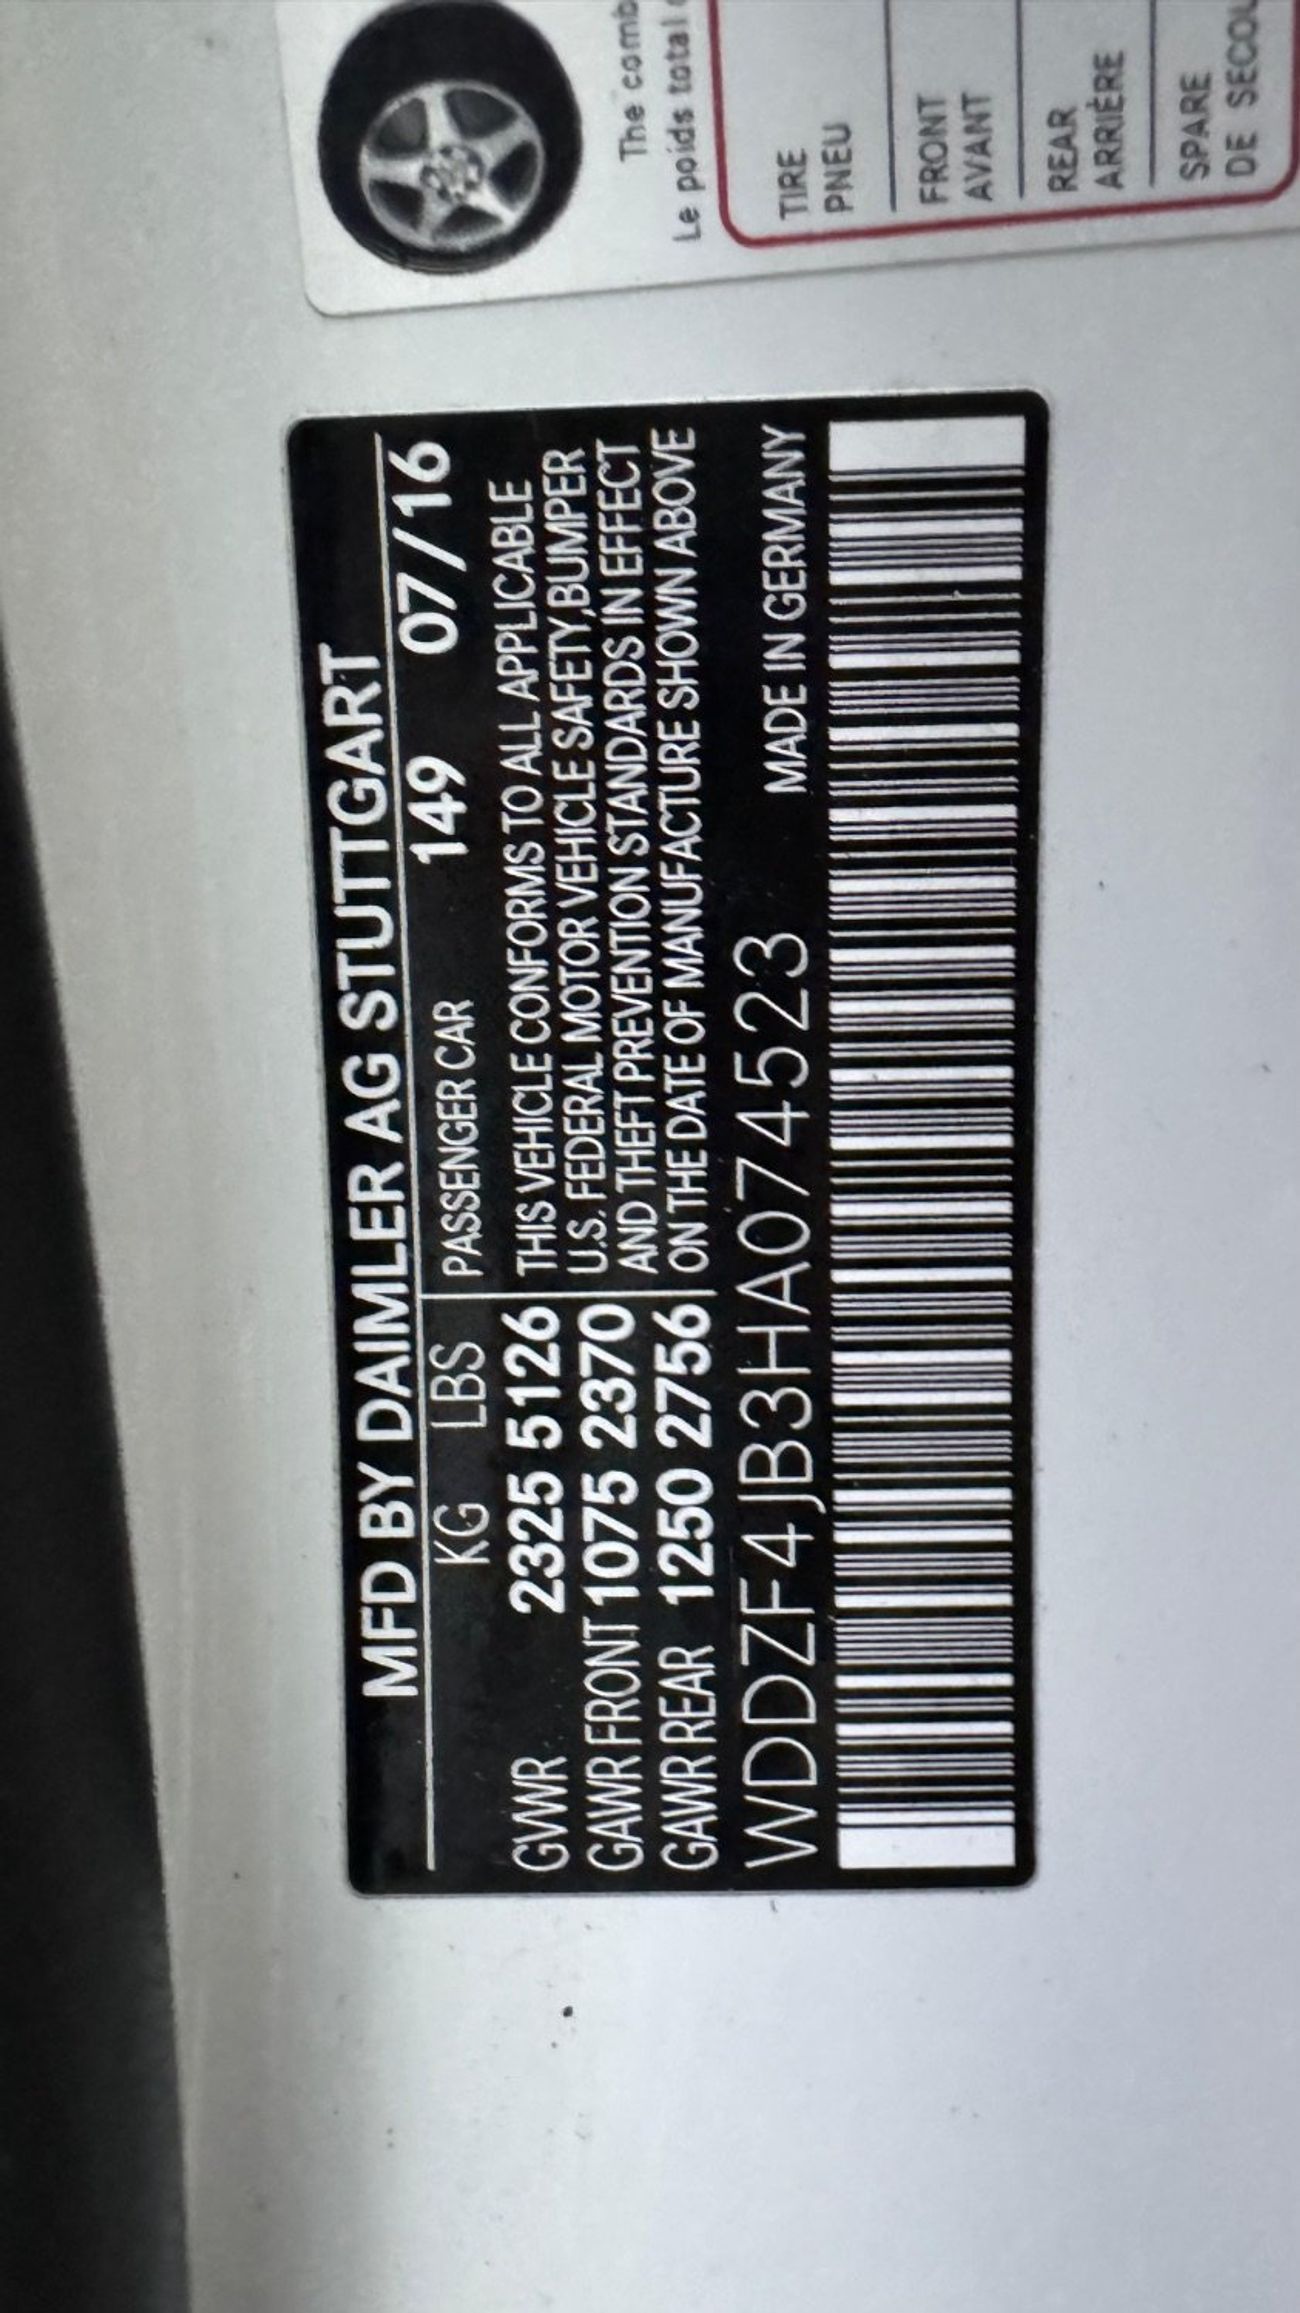 MFD BY DAIMLER AG STUTTGART
KG LBS PASSENGER CAR 149 07/16
GVWR 2325 5126 THIS VEHICLE CONFORMS TO ALL APPLICABLE
GAWR FRONT 1075 2370 U.S. FEDERAL MOTOR VEHICLE SAFETY,BUMPER
AND THEFT PREVENTION STANDARDS IN EFFECT
GAWR REAR 1250 2756 ON THE DATE OF MANUFACTURE SHOWN ABOVE
WDDZF4JB3HA074523 MADE IN GERMANY
The comb
Le poids total
TIRE
PNEU
FRONT
AVANT
REAR
ARRIÈRE
SPARE
DE SECOU